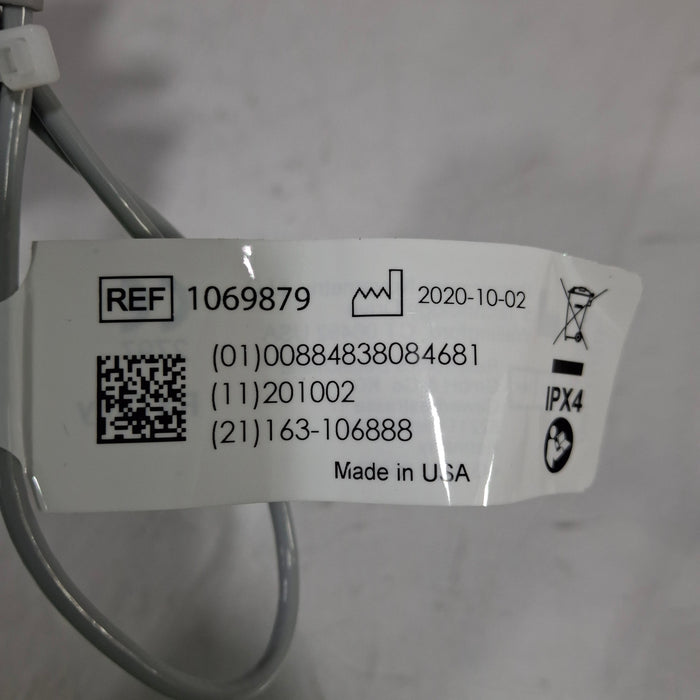 REF 1069879 2020-10-02
(01)00884838084681
(11)201002
(21)163-106888
IPX4
Made in USA